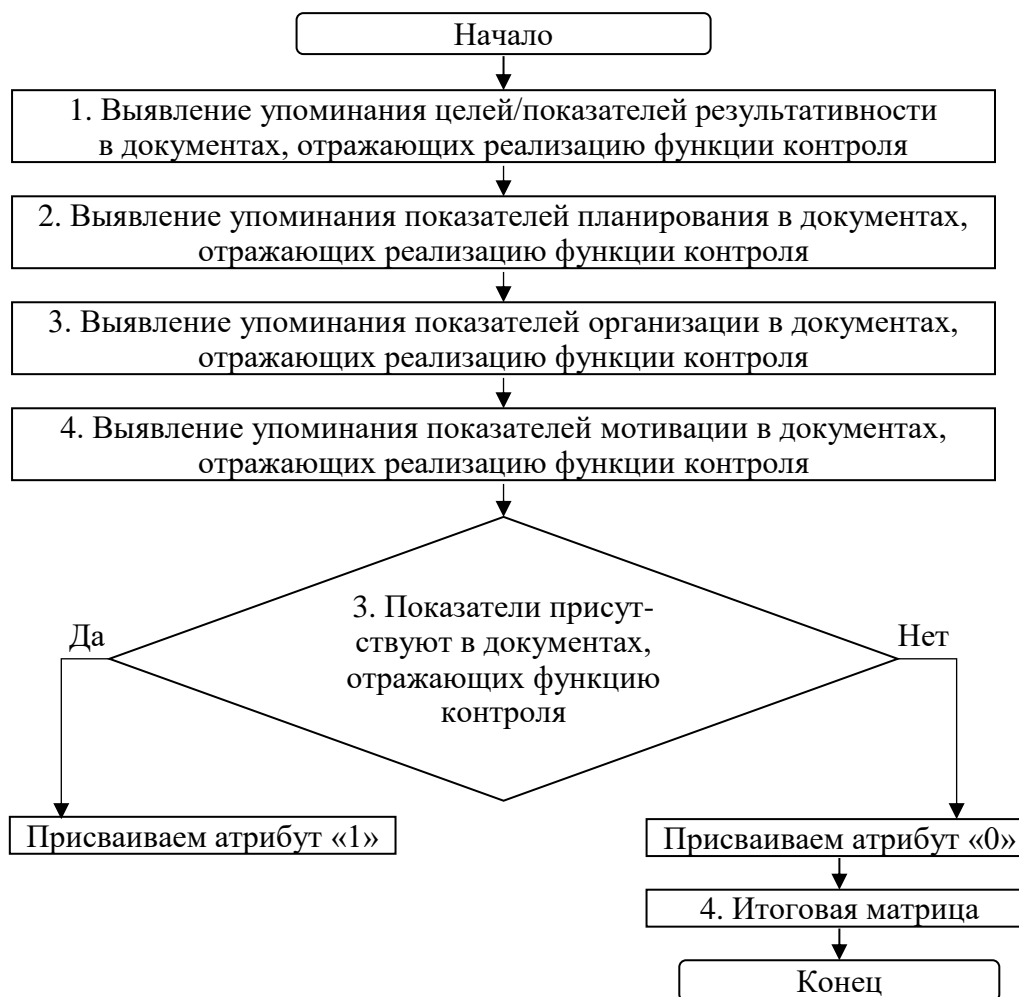 Начало
1. Выявление упоминания целей/показателей результативности
в документах, отражающих реализацию функции контроля
2. Выявление упоминания показателей планирования в документах,
отражающих реализацию функции контроля
3. Выявление упоминания показателей организации в документах,
отражающих реализацию функции контроля
4. Выявление упоминания показателей мотивации в документах,
отражающих реализацию функции контроля
3. Показатели присут-
ствуют в документах,
отражающих функцию
контроля
Да
Нет
Присваиваем атрибут «1»
Присваиваем атрибут «0»
4. Итоговая матрица
Конец